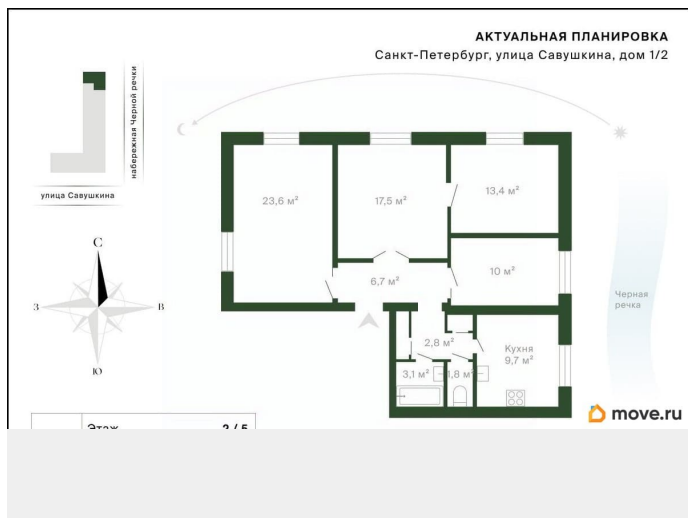 АКТУАЛЬНАЯ ПЛАНИРОВКА
Санкт-Петербург, улица Савушкина, дом 1/2
набережная Черной речки
улица Савушкина
С
З
В
Ю
23,6 м²
17,5 м²
13,4 м²
6,7 м²
10 м²
2,8 м²
Кухня
9,7 м²
3,1 м²
1,8 м²
Черная
речка
move.ru